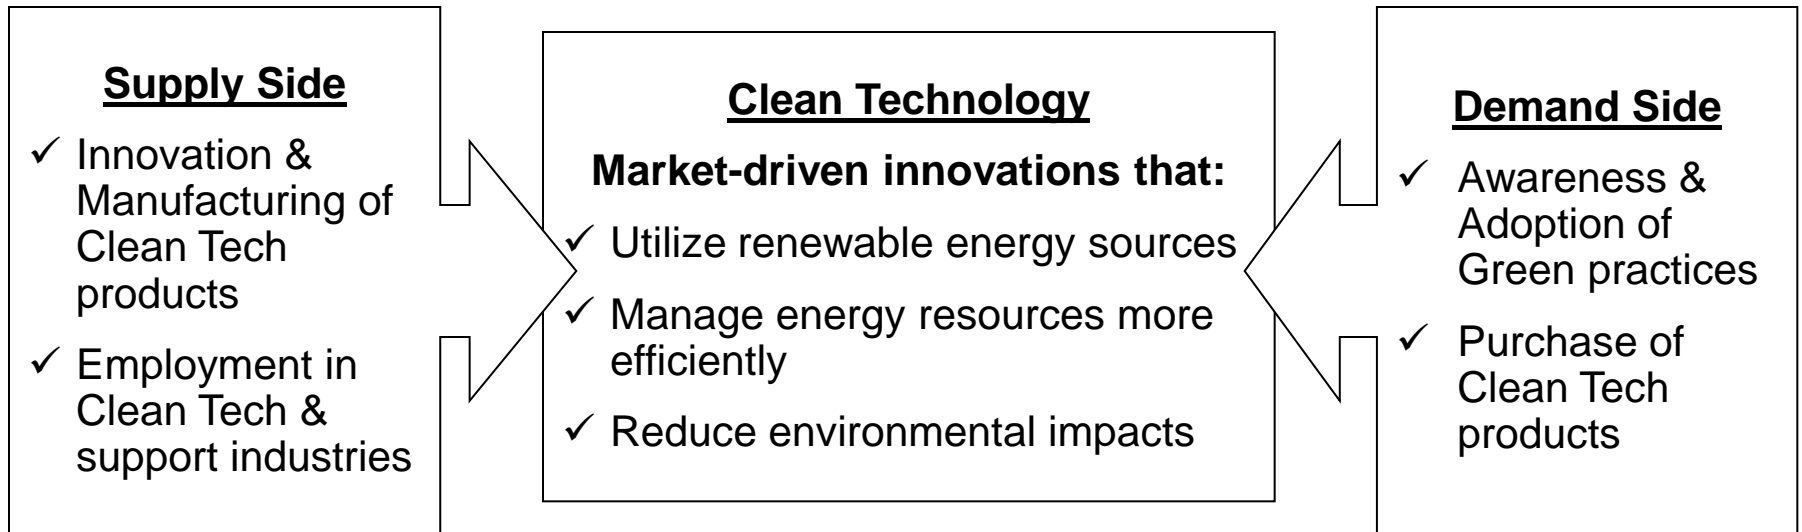 Supply Side
✓ Innovation &
Manufacturing of
Clean Tech
products
✓ Employment in
Clean Tech &
support industries
Clean Technology
Market-driven innovations that:
✓ Utilize renewable energy sources
✓ Manage energy resources more
efficiently
✓ Reduce environmental impacts
Demand Side
✓ Awareness &
Adoption of
Green practices
✓ Purchase of
Clean Tech
products